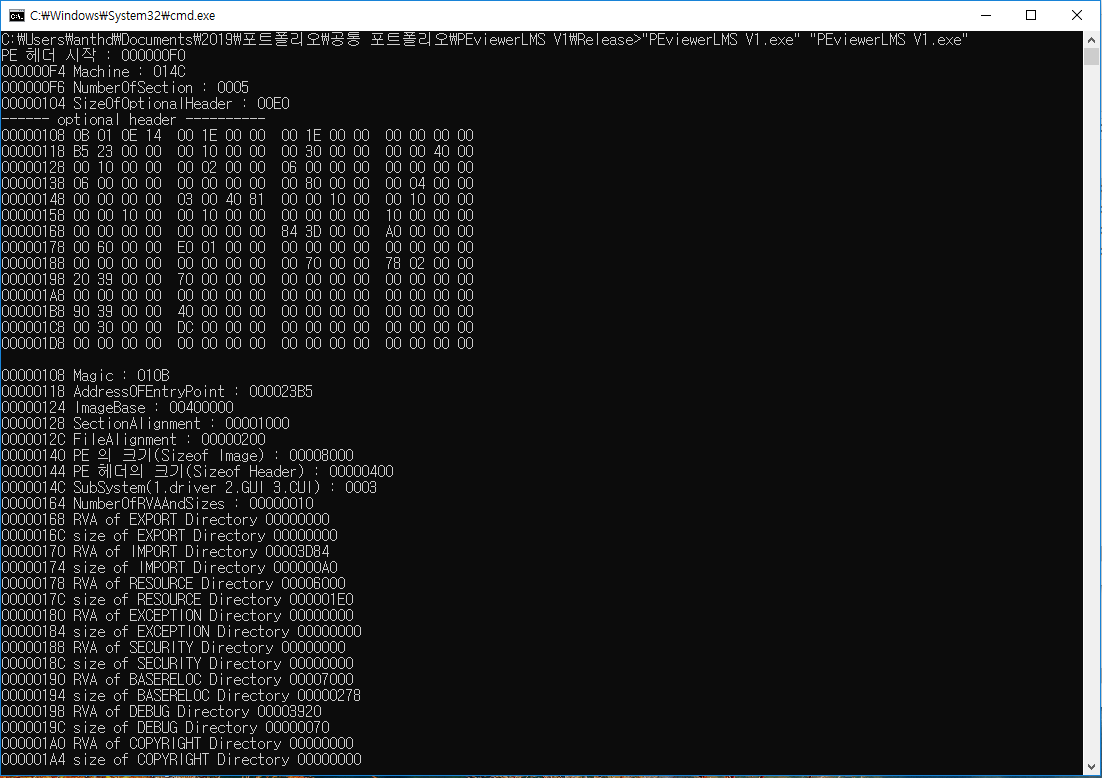 C:₩Windows₩System32₩cmd.exe
C:₩Users₩anthd₩Documents₩2019₩포트폴리오₩공통 포트폴리오₩PEviewerLMS V1₩Release>"PEviewerLMS V1.exe" "PEviewerLMS V1.exe"
PE 헤더 시작 : 000000F0
000000F4 Machine : 014C
000000F6 NumberOfSection : 0005
00000104 SizeOfOptionalHeader : 00E0
------ optional header ----------
00000108 0B 01 0E 14  00 1E 00 00  00 1E 00 00  00 00 00 00
00000118 B5 23 00 00  00 10 00 00  00 30 00 00  00 00 40 00
00000128 00 10 00 00  00 02 00 00  06 00 00 00  00 00 00 00
00000138 06 00 00 00  00 00 00 00  00 80 00 00  00 04 00 00
00000148 00 00 00 00  03 00 40 81  00 00 10 00  00 10 00 00
00000158 00 00 10 00  00 10 00 00  00 00 00 00  10 00 00 00
00000168 00 00 00 00  00 00 00 00  84 3D 00 00  A0 00 00 00
00000178 00 60 00 00  E0 01 00 00  00 00 00 00  00 00 00 00
00000188 00 00 00 00  00 00 00 00  00 70 00 00  78 02 00 00
00000198 20 39 00 00  70 00 00 00  00 00 00 00  00 00 00 00
000001A8 00 00 00 00  00 00 00 00  00 00 00 00  00 00 00 00
000001B8 90 39 00 00  40 00 00 00  00 00 00 00  00 00 00 00
000001C8 00 30 00 00  DC 00 00 00  00 00 00 00  00 00 00 00
000001D8 00 00 00 00  00 00 00 00  00 00 00 00  00 00 00 00
00000108 Magic : 010B
00000118 AddressOFEntryPoint : 000023B5
00000124 ImageBase : 00400000
00000128 SectionAlignment : 00001000
0000012C FileAlignment : 00000200
00000140 PE 의 크기(Sizeof Image) : 00008000
00000144 PE 헤더의 크기(Sizeof Header) : 00000400
0000014C SubSystem(1.driver 2.GUI 3.CUI) : 0003
00000164 NumberOfRVAAndSizes : 00000010
00000168 RVA of EXPORT Directory 00000000
0000016C size of EXPORT Directory 00000000
00000170 RVA of IMPORT Directory 00003D84
00000174 size of IMPORT Directory 000000A0
00000178 RVA of RESOURCE Directory 00006000
0000017C size of RESOURCE Directory 000001E0
00000180 RVA of EXCEPTION Directory 00000000
00000184 size of EXCEPTION Directory 00000000
00000188 RVA of SECURITY Directory 00000000
0000018C size of SECURITY Directory 00000000
00000190 RVA of BASERELOC Directory 00007000
00000194 size of BASERELOC Directory 00000278
00000198 RVA of DEBUG Directory 00003920
0000019C size of DEBUG Directory 00000070
000001A0 RVA of COPYRIGHT Directory 00000000
000001A4 size of COPYRIGHT Directory 00000000